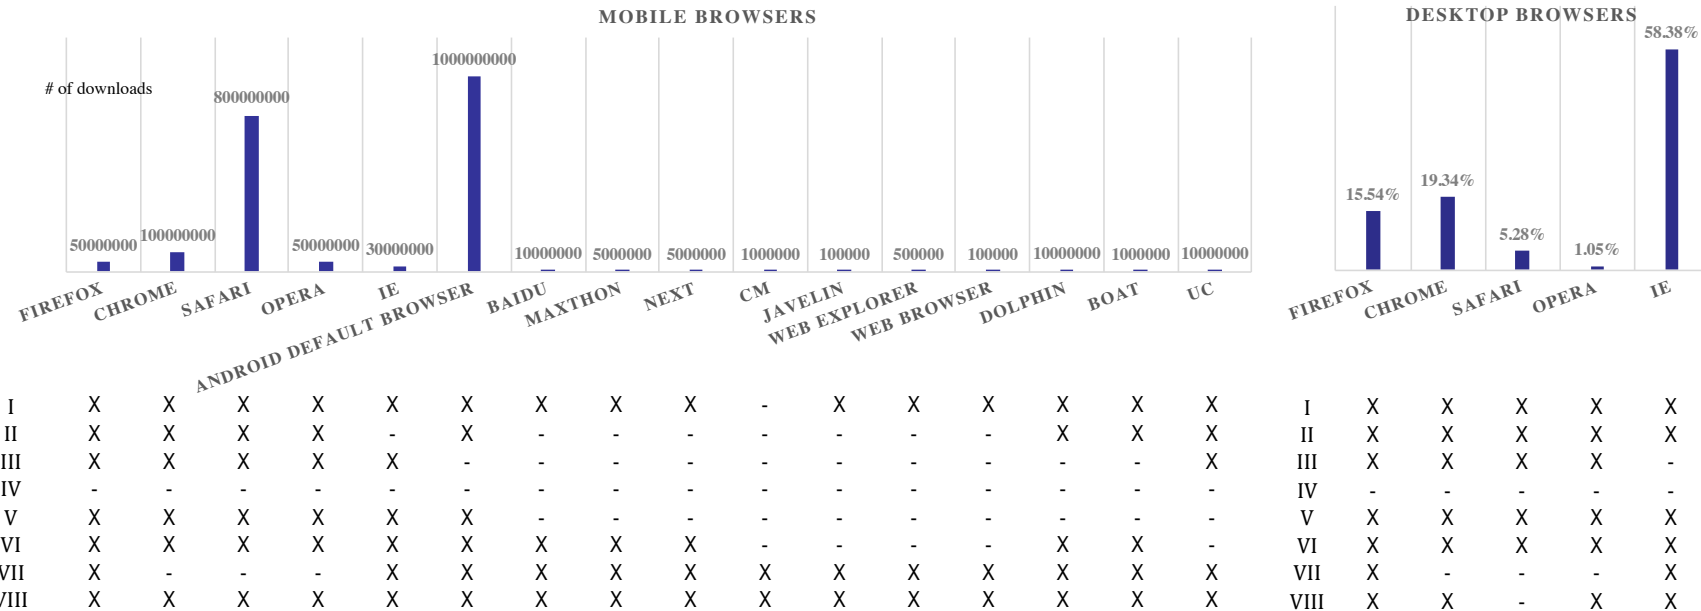 MOBILE BROWSERS
DESKTOP BROWSERS
# of downloads
50000000 100000000 800000000 50000000 30000000 1000000000 10000000 5000000 5000000 1000000 100000 500000 100000 10000000 1000000 10000000
15.54% 19.34% 5.28% 1.05% 58.38%
FIREFOX CHROME SAFARI OPERA IE ANDROID DEFAULT BROWSER BAIDU MAXTHON NEXT CM JAVELIN WEB EXPLORER WEB BROWSER DOLPHIN BOAT UC
FIREFOX CHROME SAFARI OPERA IE
I X X X X X X X X X - X X X X X X I X X X X X
II X X X X - X - - - - - - - X X X II X X X X X
III X X X X X - - - - - - - - - - X III X X X X -
IV - - - - - - - - - - - - - - - - IV - - - - -
V X X X X X X - - - - - - - - - - V X X X X X
VI X X X X X X X X X - - - - X X - VI X X X X X
VII X - - - X X X X X X X X X X X X VII X - - - X
VIII X X X X X X X X X X X X X X X X VIII X X - X X